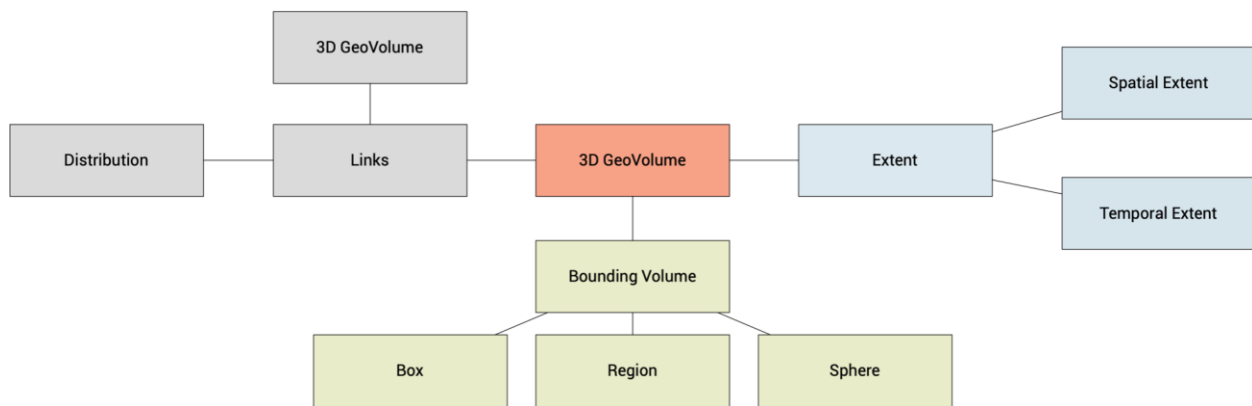 3D GeoVolume
Spatial Extent
Distribution
Links
3D GeoVolume
Extent
Temporal Extent
Bounding Volume
Box
Region
Sphere